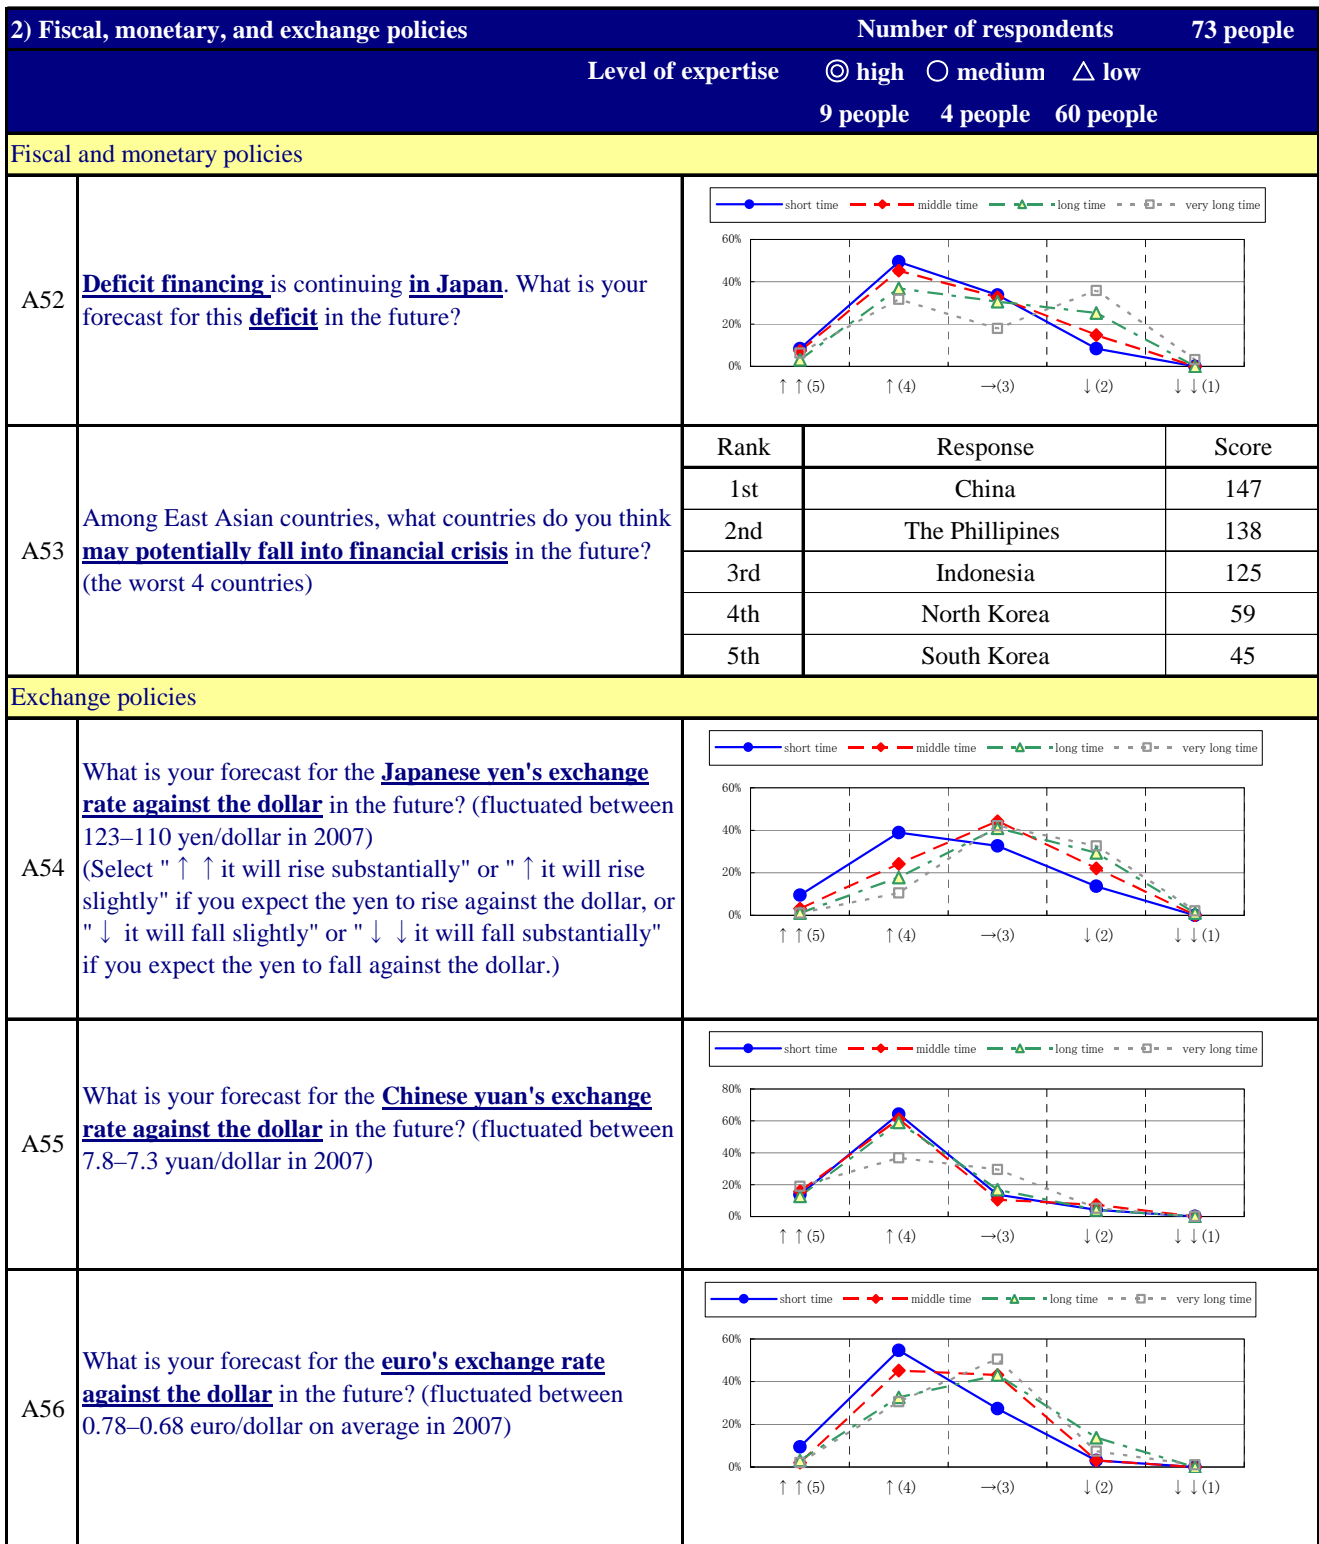 2) Fiscal, monetary, and exchange policies Number of respondents 73 people
Level of expertise ◎ high ○ medium △ low
9 people 4 people 60 people
Fiscal and monetary policies
A52
Deficit financing is continuing in Japan. What is your
forecast for this deficit in the future?
short time middle time long time very long time
60%
40%
20%
0%
↑ ↑ (5) ↑ (4) →(3) ↓ (2) ↓ ↓ (1)
A53
Among East Asian countries, what countries do you think
may potentially fall into financial crisis in the future?
(the worst 4 countries)
Rank Response Score
1st China 147
2nd The Phillipines 138
3rd Indonesia 125
4th North Korea 59
5th South Korea 45
Exchange policies
A54
What is your forecast for the Japanese yen's exchange
rate against the dollar in the future? (fluctuated between
123–110 yen/dollar in 2007)
(Select " ↑ ↑ it will rise substantially" or " ↑ it will rise
slightly" if you expect the yen to rise against the dollar, or
" ↓ it will fall slightly" or " ↓ ↓ it will fall substantially"
if you expect the yen to fall against the dollar.)
short time middle time long time very long time
60%
40%
20%
0%
↑ ↑ (5) ↑ (4) →(3) ↓ (2) ↓ ↓ (1)
A55
What is your forecast for the Chinese yuan's exchange
rate against the dollar in the future? (fluctuated between
7.8–7.3 yuan/dollar in 2007)
short time middle time long time very long time
80%
60%
40%
20%
0%
↑ ↑ (5) ↑ (4) →(3) ↓ (2) ↓ ↓ (1)
A56
What is your forecast for the euro's exchange rate
against the dollar in the future? (fluctuated between
0.78–0.68 euro/dollar on average in 2007)
short time middle time long time very long time
60%
40%
20%
0%
↑ ↑ (5) ↑ (4) →(3) ↓ (2) ↓ ↓ (1)